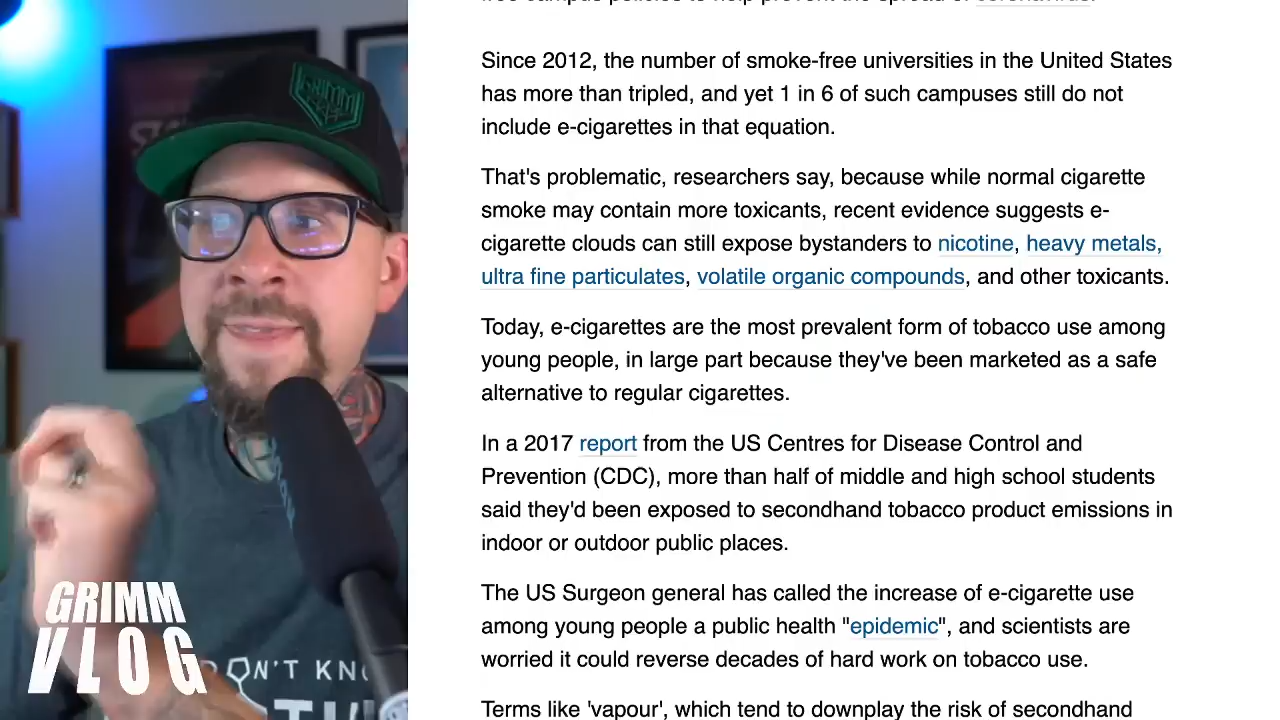 Since 2012, the number of smoke-free universities in the United States
has more than tripled, and yet 1 in 6 of such campuses still do not
include e-cigarettes in that equation.
That's problematic, researchers say, because while normal cigarette
smoke may contain more toxicants, recent evidence suggests e-
cigarette clouds can still expose bystanders to nicotine, heavy metals,
ultra fine particulates, volatile organic compounds, and other toxicants.
Today, e-cigarettes are the most prevalent form of tobacco use among
young people, in large part because they've been marketed as a safe
alternative to regular cigarettes.
In a 2017 report from the US Centres for Disease Control and
Prevention (CDC), more than half of middle and high school students
said they'd been exposed to secondhand tobacco product emissions in
indoor or outdoor public places.
The US Surgeon general has called the increase of e-cigarette use
among young people a public health "epidemic", and scientists are
worried it could reverse decades of hard work on tobacco use.
Terms like 'vapour', which tend to downplay the risk of secondhand
GRIMM
GRIMM
VLOG
ON'T KN